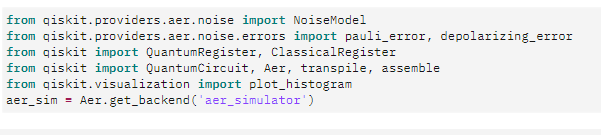 from qiskit.providers.aer.noise import NoiseModel
from qiskit.providers.aer.noise.errors import pauli_error, depolarizing_error
from qiskit import QuantumRegister, ClassicalRegister
from qiskit import QuantumCircuit, Aer, transpile, assemble
from qiskit.visualization import plot_histogram
aer_sim = Aer.get_backend('aer_simulator')